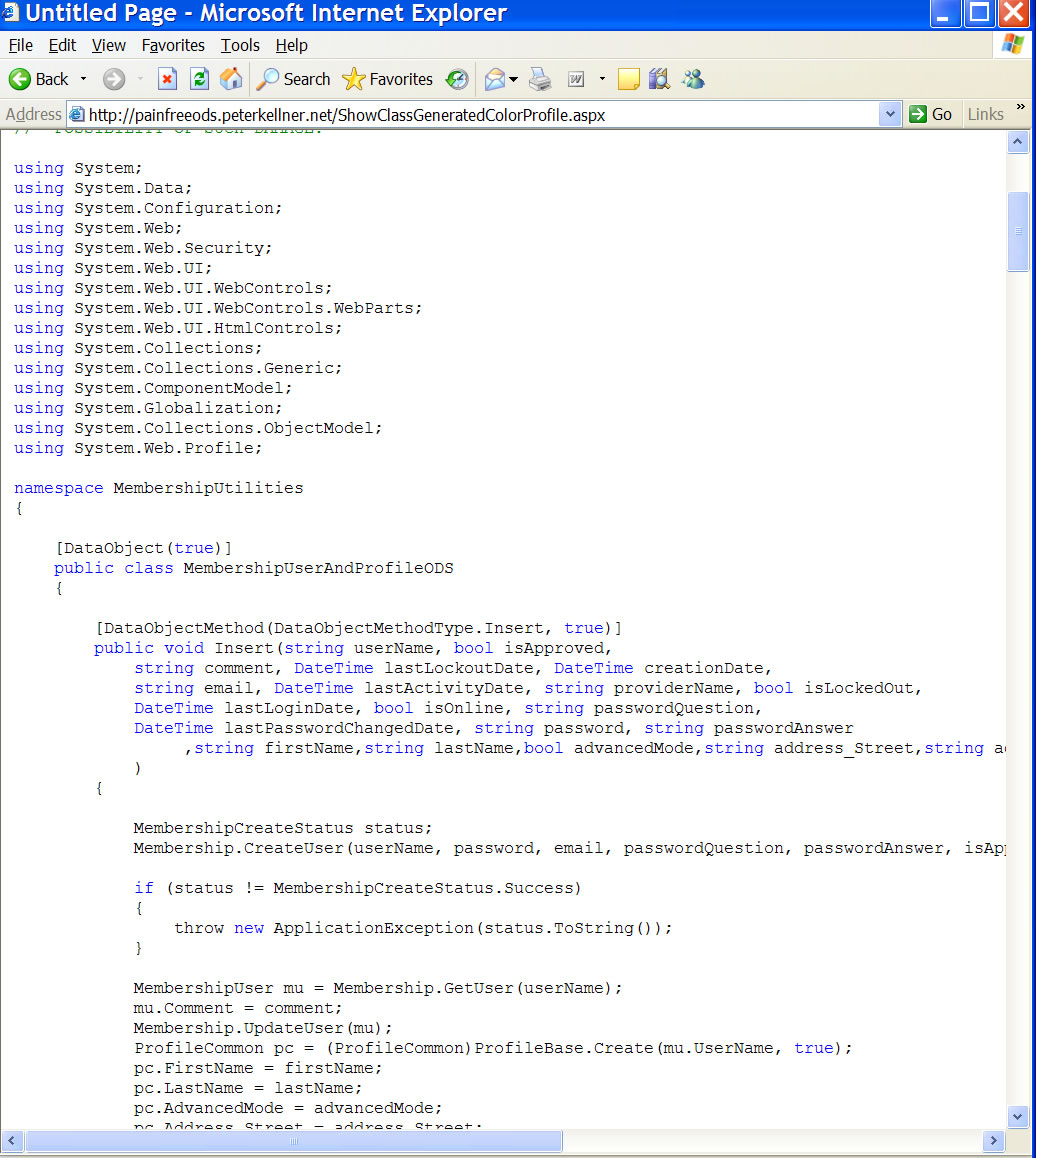 Untitled Page - Microsoft Internet Explorer
File Edit View Favorites Tools Help
Back Search Favorites
Address http://painfreeods.peterkellner.net/ShowClassGeneratedColorProfile.aspx Go Links »
// POSSIBILITY OF SUCH DAMAGE.
using System;
using System.Data;
using System.Configuration;
using System.Web;
using System.Web.Security;
using System.Web.UI;
using System.Web.UI.WebControls;
using System.Web.UI.WebControls.WebParts;
using System.Web.UI.HtmlControls;
using System.Collections;
using System.Collections.Generic;
using System.ComponentModel;
using System.Globalization;
using System.Collections.ObjectModel;
using System.Web.Profile;
namespace MembershipUtilities
{
[DataObject(true)]
public class MembershipUserAndProfileODS
{
[DataObjectMethod(DataObjectMethodType.Insert, true)]
public void Insert(string userName, bool isApproved,
string comment, DateTime lastLockoutDate, DateTime creationDate,
string email, DateTime lastActivityDate, string providerName, bool isLockedOut,
DateTime lastLoginDate, bool isOnline, string passwordQuestion,
DateTime lastPasswordChangedDate, string password, string passwordAnswer
,string firstName,string lastName,bool advancedMode,string address_Street,string
)
{
MembershipCreateStatus status;
Membership.CreateUser(userName, password, email, passwordQuestion, passwordAnswer,
if (status != MembershipCreateStatus.Success)
{
throw new ApplicationException(status.ToString());
}
MembershipUser mu = Membership.GetUser(userName);
mu.Comment = comment;
Membership.UpdateUser(mu);
ProfileCommon pc = (ProfileCommon)ProfileBase.Create(mu.UserName, true);
pc.FirstName = firstName;
pc.LastName = lastName;
pc.AdvancedMode = advancedMode;
pc.Address.Street = address_Street;